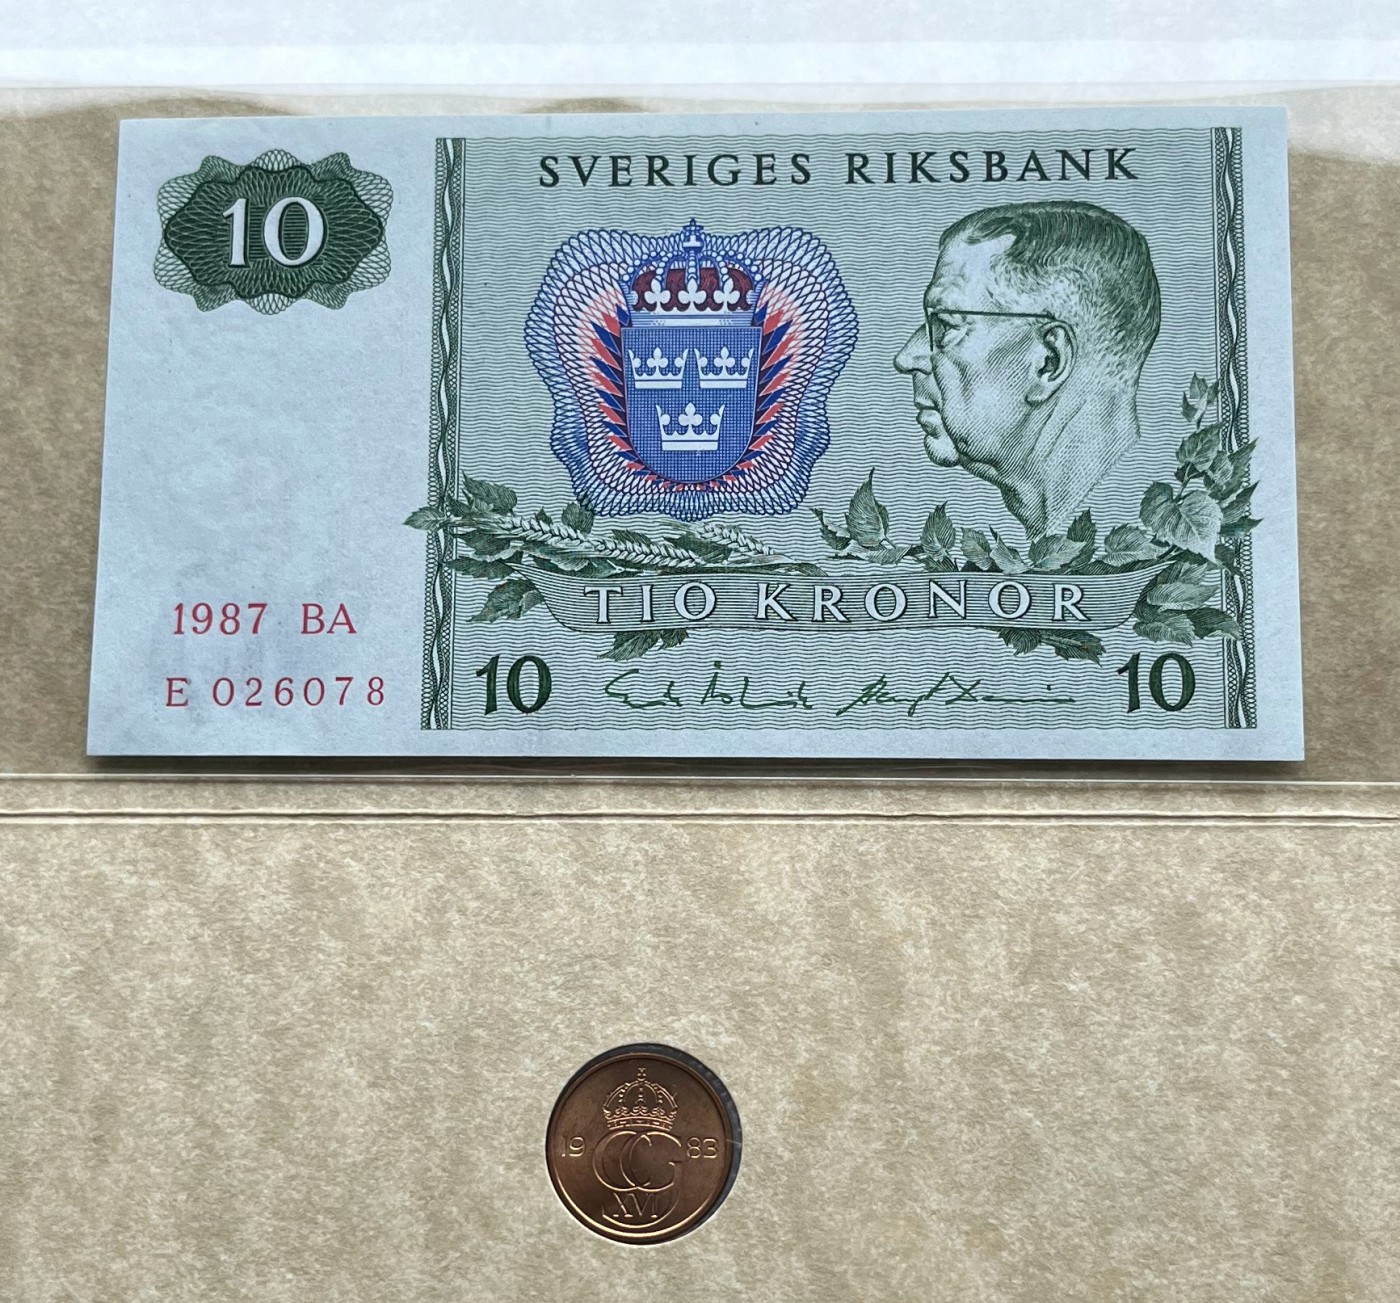 10
SVERIGES RIKSBANK
TIO KRONOR
1987 BA
E 026078
10 10
19 83
CG
XVI